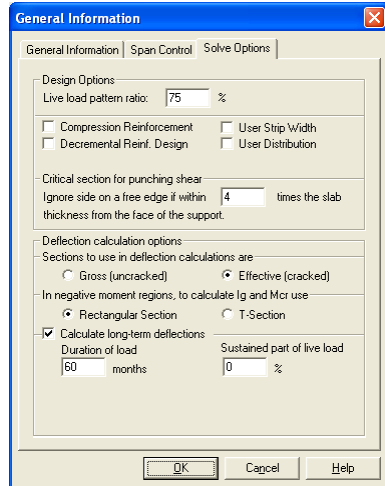 General Information
General Information Span Control Solve Options
Design Options
Live load pattern ratio: 75 %
Compression Reinforcement User Strip Width
Decremental Reinf. Design User Distribution
Critical section for punching shear
Ignore side on a free edge if within 4 times the slab
thickness from the face of the support.
Deflection calculation options
Sections to use in deflection calculations are
Gross (uncracked) Effective (cracked)
In negative moment regions, to calculate Ig and Mcr use
Rectangular Section T-Section
Calculate long-term deflections
Duration of load Sustained part of live load
60 months 0 %
OK Cancel Help